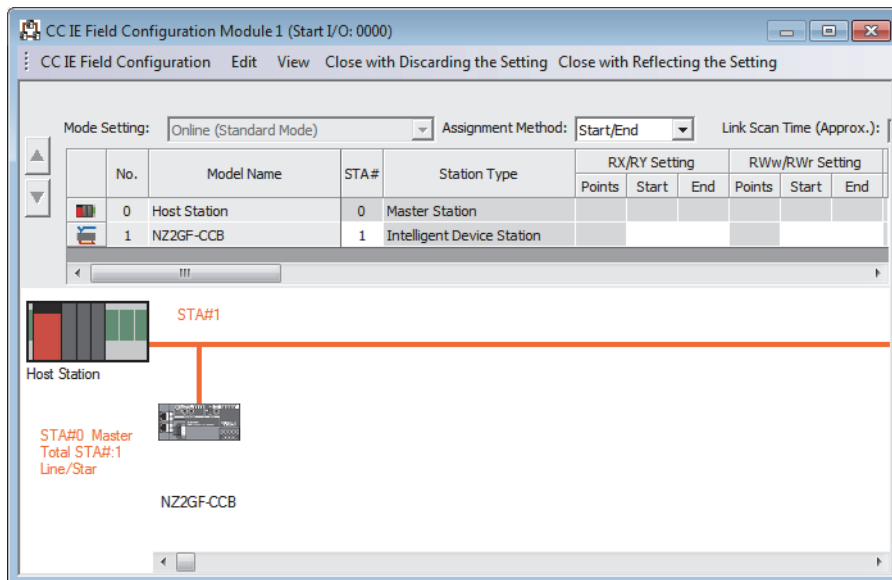 CC IE Field Configuration Module 1 (Start I/O: 0000)
CC IE Field Configuration Edit View Close with Discarding the Setting Close with Reflecting the Setting
Mode Setting: Online (Standard Mode) Assignment Method: Start/End Link Scan Time (Approx.):
No. Model Name STA# Station Type RX/RY Setting RWw/RWr Setting
Points Start End Points Start End
0 Host Station 0 Master Station
1 NZ2GF-CCB 1 Intelligent Device Station
STA#1
Host Station
STA#0 Master
Total STA#:1
Line/Star
NZ2GF-CCB